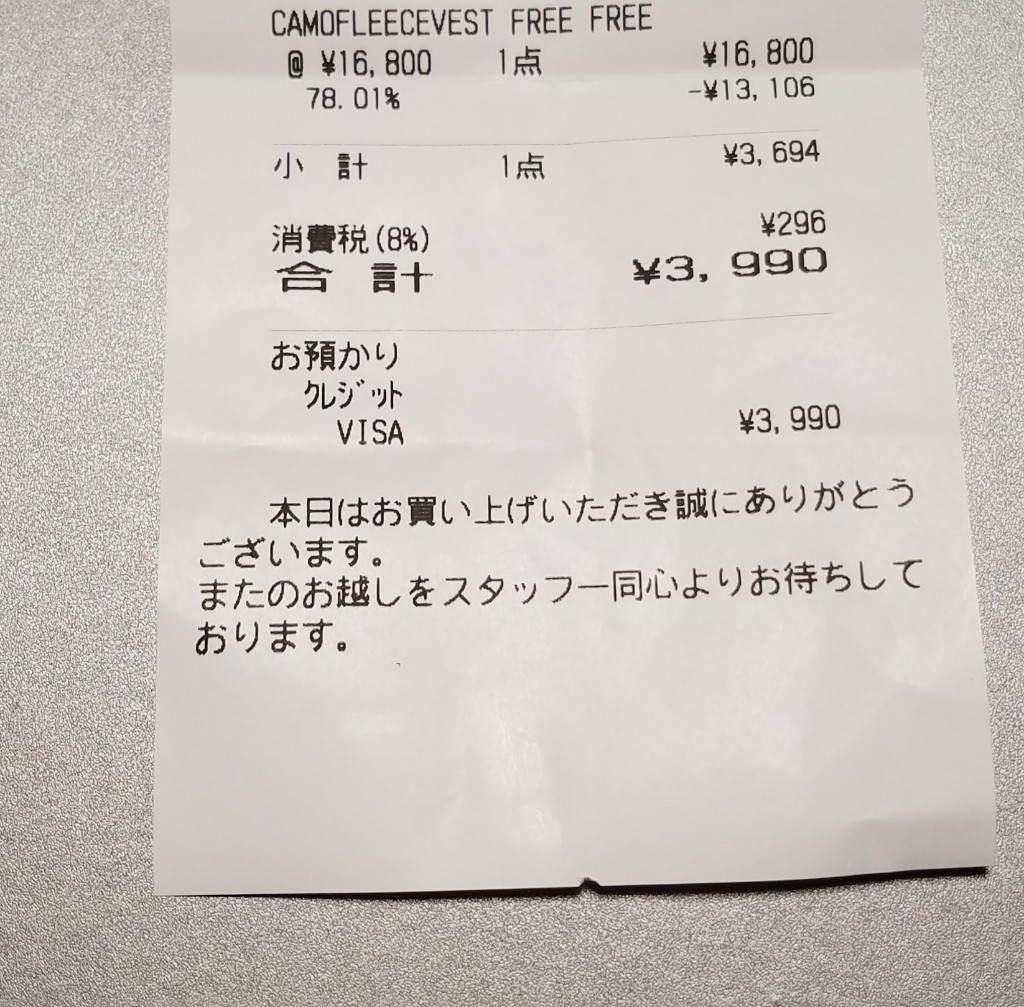 CAMOFLEECEVEST FREE FREE
@ ¥16,800 1点 ¥16,800
78.01% -¥13,106
小 計 1点 ¥3,694
消費税(8%) ¥296
合 計 ¥3,990
お預かり
クレジット
VISA ¥3,990
本日はお買い上げいただき誠にありがとう
ございます。
またのお越しをスタッフ一同心よりお待ちして
おります。